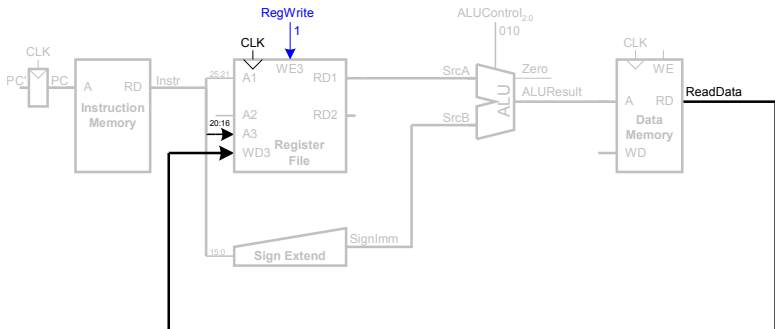 RegWrite
1
ALUControl2:0
010
CLK
CLK
CLK
PC'
PC
A
RD
Instr
Instruction
Memory
25:21
A1
WE3
RD1
A2
RD2
20:16
A3
WD3
Register
File
SrcA
SrcB
ALU
Zero
ALUResult
WE
A
RD
ReadData
Data
Memory
WD
15:0
Sign Extend
SignImm